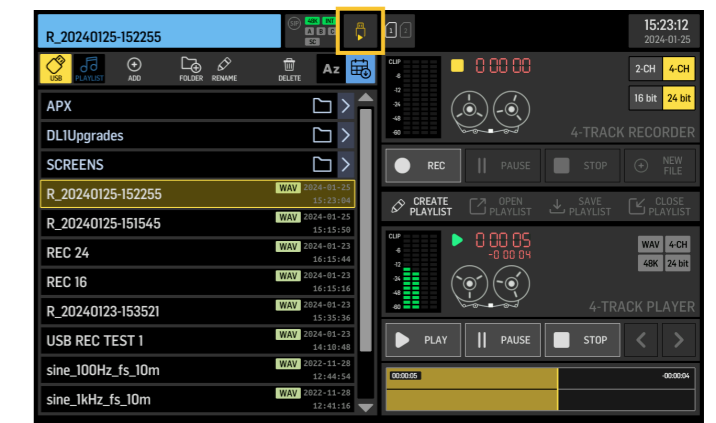 R_20240125-152255
SIP
48K INT
A B C D
SD
1 2
15:23:12
2024-01-25
USB
PLAYLIST
ADD
FOLDER
RENAME
DELETE
Az
APX
DL1Upgrades
SCREENS
R_20240125-152255 WAV 2024-01-25
15:23:04
R_20240125-151545 WAV 2024-01-25
15:15:50
REC 24 WAV 2024-01-23
16:15:44
REC 16 WAV 2024-01-23
16:15:16
R_20240123-153521 WAV 2024-01-23
15:35:36
USB REC TEST 1 WAV 2024-01-23
14:10:48
sine_100Hz_fs_10m WAV 2022-11-28
12:44:54
sine_1kHz_fs_10m WAV 2022-11-28
12:41:16
CLIP
-6
-12
-24
-48
-60
0 00 00
2-CH 4-CH
16 bit 24 bit
4-TRACK RECORDER
REC
PAUSE
STOP
NEW
FILE
CREATE
PLAYLIST
OPEN
PLAYLIST
SAVE
PLAYLIST
CLOSE
PLAYLIST
CLIP
-6
-12
-24
-48
-60
0 00 05
-0 00 04
WAV 4-CH
48K 24 bit
4-TRACK PLAYER
PLAY
PAUSE
STOP
00:00:05
-00:00:04